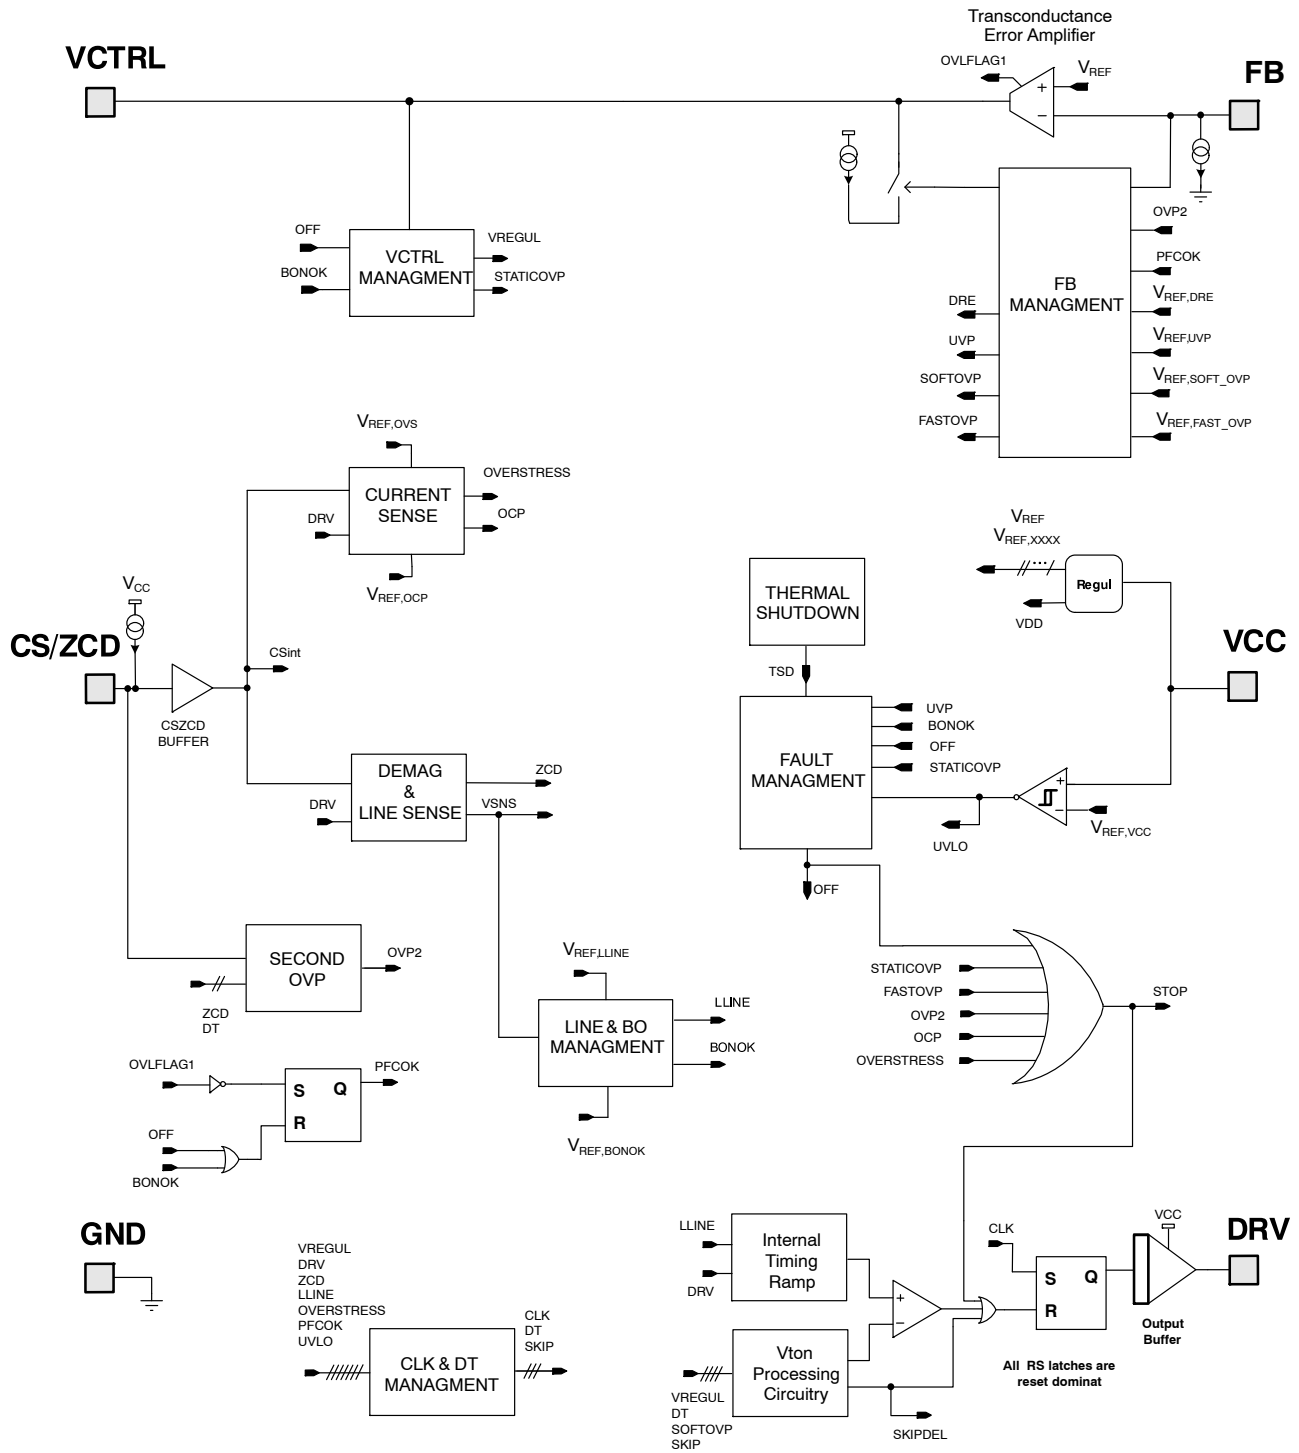 Transconductance
Error Amplifier
VCTRL
OVLFLAG1
VREF
FB
+
−
OFF
BONOK
VCTRL
MANAGMENT
VREGUL
STATICOVP
FB
MANAGMENT
OVP2
PFCOK
VREF,DRE
VREF,UVP
VREF,SOFT_OVP
VREF,FAST_OVP
DRE
UVP
SOFTOVP
FASTOVP
VREF,OVS
CURRENT
SENSE
DRV
OVERSTRESS
OCP
VREF,OCP
VREF
VREF,XXXX
...
Regul
VDD
THERMAL
SHUTDOWN
TSD
VCC
CS/ZCD
CSint
CSZCD
BUFFER
VCC
FAULT
MANAGMENT
UVP
BONOK
OFF
STATICOVP
DEMAG
&
LINE SENSE
DRV
ZCD
VSNS
+
−
VREF,VCC
UVLO
OFF
SECOND
OVP
OVP2
ZCD
DT
VREF,LLINE
LINE & BO
MANAGMENT
LLINE
BONOK
VREF,BONOK
STATICOVP
FASTOVP
OVP2
OCP
OVERSTRESS
STOP
OVLFLAG1
S
Q
R
PFCOK
OFF
BONOK
GND
VREGUL
DRV
ZCD
LLINE
OVERSTRESS
PFCOK
UVLO
CLK & DT
MANAGMENT
CLK
DT
SKIP
LLINE
DRV
Internal
Timing
Ramp
+
−
Vton
Processing
Circuitry
VREGUL
DT
SOFTOVP
SKIP
SKIPDEL
CLK
S
Q
R
VCC
DRV
Output
Buffer
All RS latches are
reset dominat